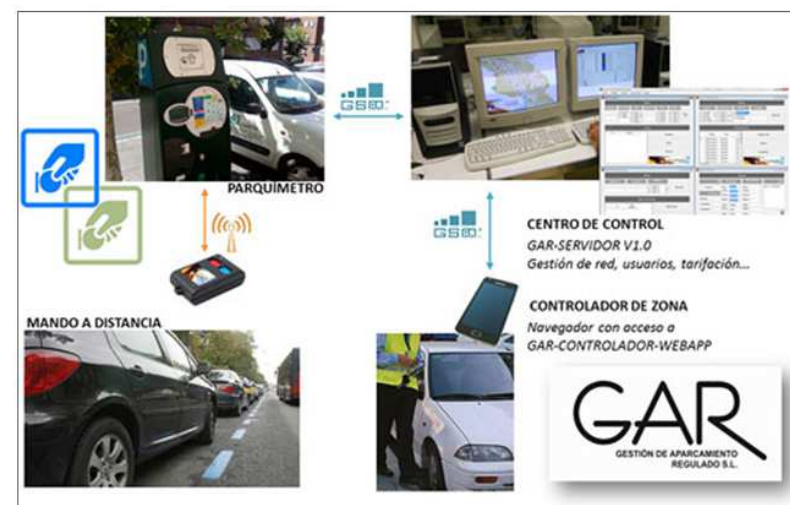 GSM
PARQUÍMETRO
GSM
CENTRO DE CONTROL
GAR-SERVIDOR V1.0
Gestión de red, usuarios, tarifación...
CONTROLADOR DE ZONA
Navegador con acceso a
GAR-CONTROLADOR-WEBAPP
MANDO A DISTANCIA
GAR
GESTIÓN DE APARCAMIENTO
REGULADO S.L.